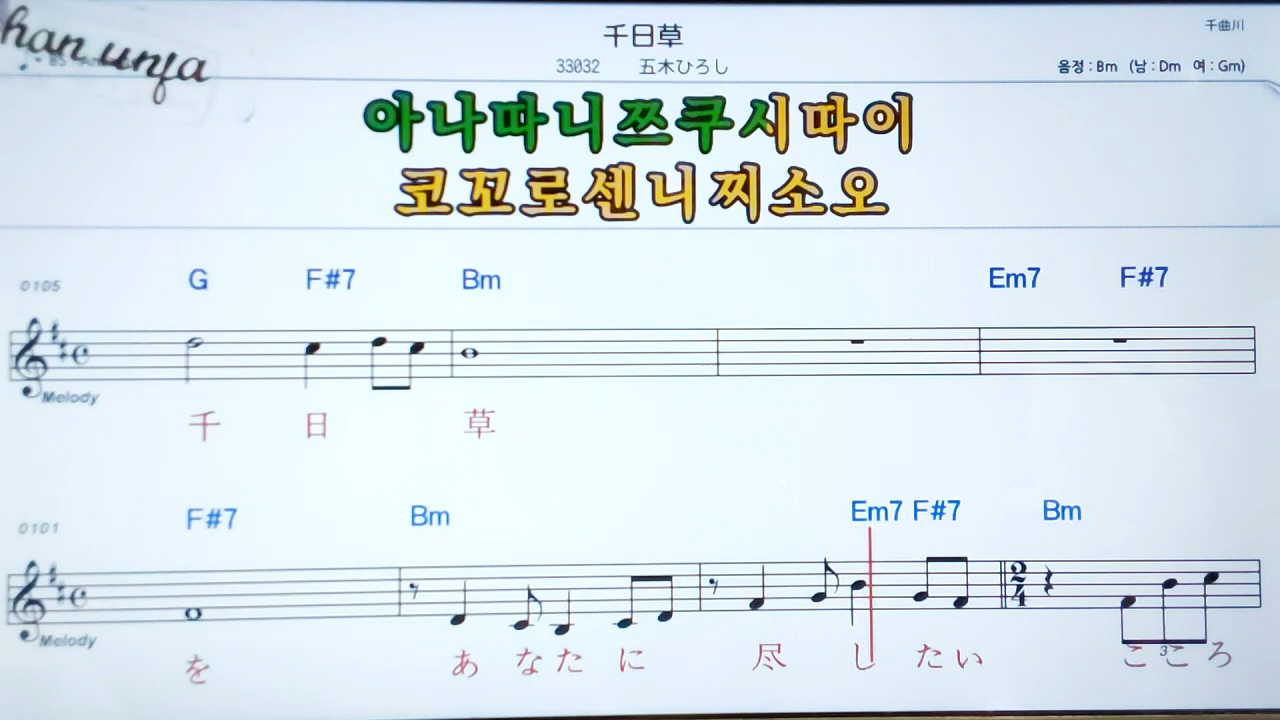 han unja
千日草
千曲川
33032 五木ひろし
음정 : Bm (남 : Dm 여 : Gm)
아나따니쯔쿠시따이
코꼬로센니찌소오
0105 G F#7 Bm Em7 F#7
Melody
千 日 草
0101 F#7 Bm Em7 F#7 Bm
2
4
Melody
3
を あ な た に 尽 し た い こ こ ろ